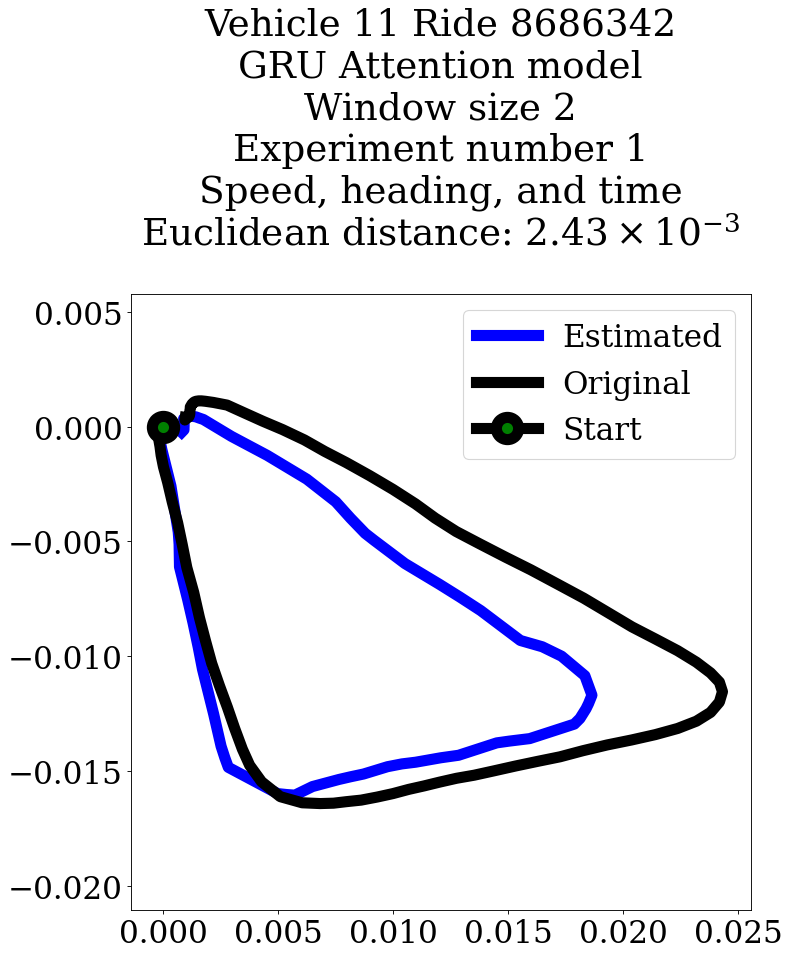 Vehicle 11 Ride 8686342
GRU Attention model
Window size 2
Experiment number 1
Speed, heading, and time
Euclidean distance: 2.43 × 10⁻³
0.005
0.000
−0.005
−0.010
−0.015
−0.020
Estimated
Original
Start
0.000 0.005 0.010 0.015 0.020 0.025